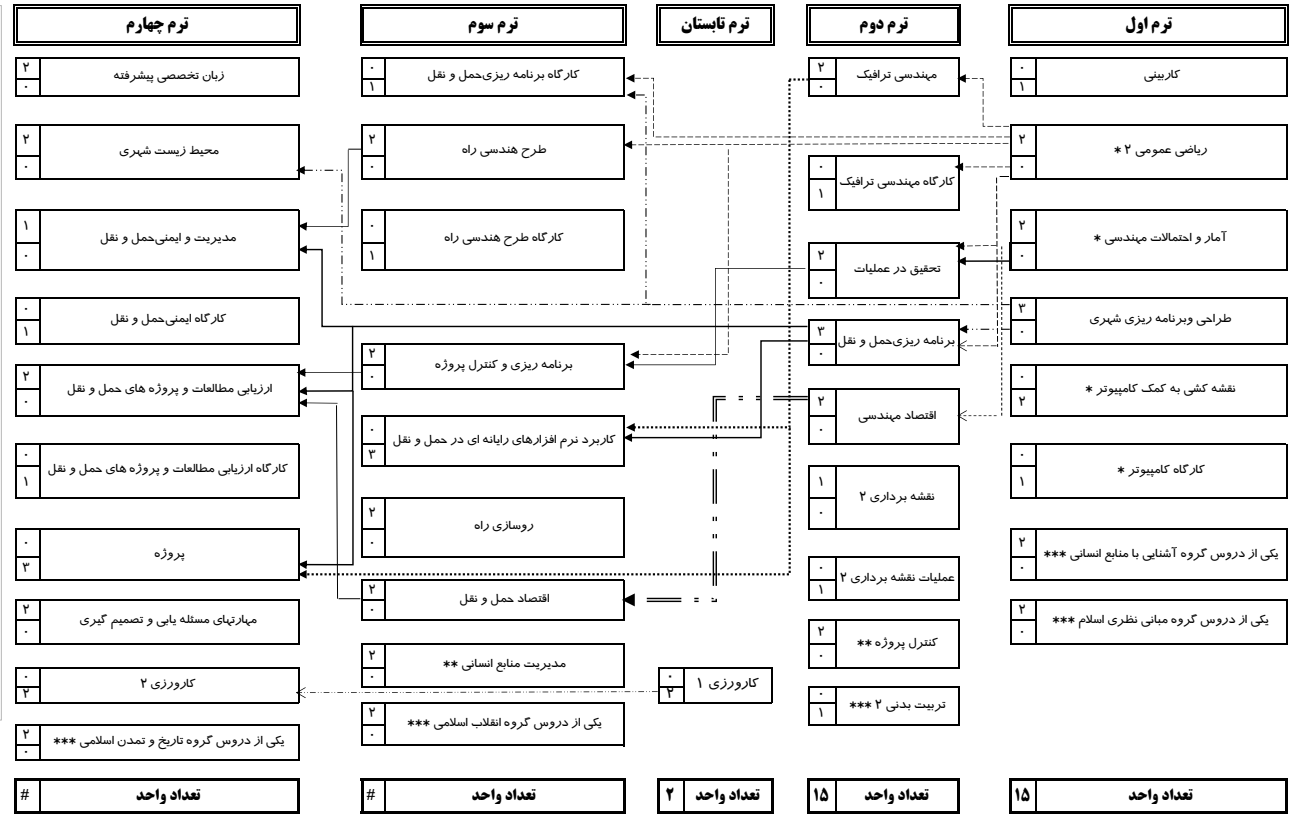 ترم اول
کاربینی
۰
۱
ریاضی عمومی ۲ *
۲
۰
آمار و احتمالات مهندسی *
۲
۰
طراحی وبرنامه ریزی شهری
۳
۰
نقشه کشی به کمک کامپیوتر *
۰
۲
کارگاه کامپیوتر *
۰
۱
یکی از دروس گروه آشنایی با منابع انسانی ***
۲
۰
یکی از دروس گروه مبانی نظری اسلام ***
۲
۰
تعداد واحد ۱۵
ترم دوم
مهندسی ترافیک
۲
۰
کارگاه مهندسی ترافیک
۰
۱
تحقیق در عملیات
۲
۰
برنامه ریزی حمل و نقل
۳
۰
اقتصاد مهندسی
۲
۰
نقشه برداری ۲
۱
۰
عملیات نقشه برداری ۲
۰
۱
کنترل پروژه **
۲
۰
تربیت بدنی ۲ ***
۰
۱
تعداد واحد ۱۵
ترم تابستان
کارورزی ۱
۰
۲
تعداد واحد ۲
ترم سوم
کارگاه برنامه ریزی حمل و نقل
۰
۱
طرح هندسی راه
۲
۰
کارگاه طرح هندسی راه
۰
۱
برنامه ریزی و کنترل پروژه
۲
۰
کاربرد نرم افزارهای رایانه ای در حمل و نقل
۰
۳
روسازی راه
۲
۰
اقتصاد حمل و نقل
۲
۰
مدیریت منابع انسانی **
۲
۰
یکی از دروس گروه انقلاب اسلامی ***
۲
۰
تعداد واحد #
ترم چهارم
زبان تخصصی پیشرفته
۲
۰
محیط زیست شهری
۲
۰
مدیریت و ایمنی حمل و نقل
۱
۰
کارگاه ایمنی حمل و نقل
۰
۱
ارزیابی مطالعات و پروژه های حمل و نقل
۲
۰
کارگاه ارزیابی مطالعات و پروژه های حمل و نقل
۰
۱
پروژه
۰
۳
مهارتهای مسئله یابی و تصمیم گیری
۲
۰
کارورزی ۲
۰
۲
یکی از دروس گروه تاریخ و تمدن اسلامی ***
۲
۰
تعداد واحد #